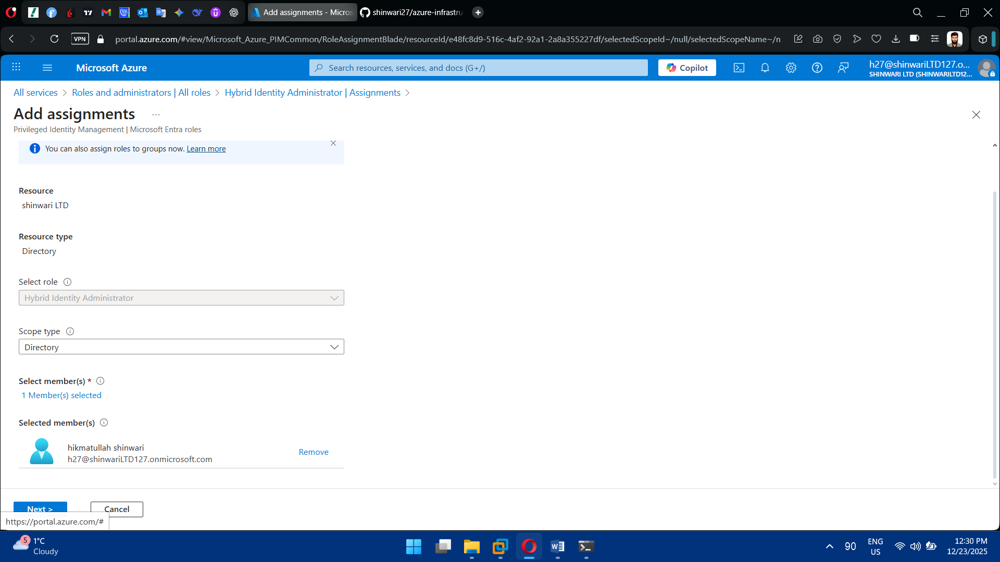 Add assignments - Micros
shinwari27/azure-infrastru
VPN
portal.azure.com/#view/Microsoft_Azure_PIMCommon/RoleAssignmentBlade/resourceId/e48fc8d9-516c-4af2-92a1-2a8a355227df/selectedScopeId~/null/selectedScopeName~/n
Microsoft Azure
Search resources, services, and docs (G+/)
Copilot
h27@shinwariLTD127.o...
SHINWARI LTD (SHINWARILTD12...
All services > Roles and administrators | All roles > Hybrid Identity Administrator | Assignments >
Add assignments ...
Privileged Identity Management | Microsoft Entra roles
You can also assign roles to groups now. Learn more
Resource
shinwari LTD
Resource type
Directory
Select role
Hybrid Identity Administrator
Scope type
Directory
Select member(s) *
1 Member(s) selected
Selected member(s)
hikmatullah shinwari
h27@shinwariLTD127.onmicrosoft.com
Remove
Next >
Cancel
https://portal.azure.com/#
5
1°C
Cloudy
90
ENG
US
12:30 PM
12/23/2025